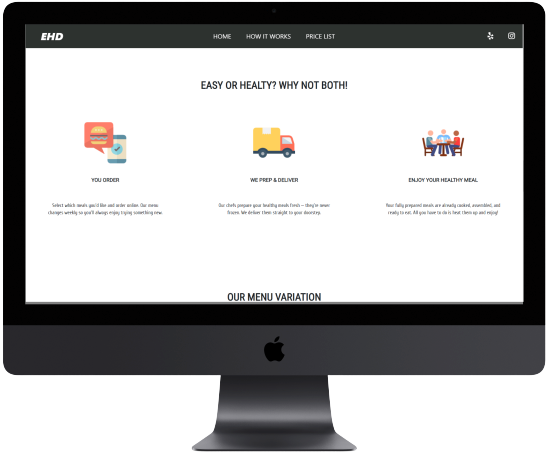 EHD
HOME HOW IT WORKS PRICE LIST
EASY OR HEALTY? WHY NOT BOTH!
YOU ORDER
Select which meals you'd like and order online. Our menu
changes weekly so you'll always enjoy trying something new.
WE PREP & DELIVER
Our chefs prepare your healthy meals fresh – they're never
frozen. We deliver them straight to your doorstep.
ENJOY YOUR HEALTHY MEAL
Your fully prepared meals are already cooked, assembled, and
ready to eat. All you have to do is heat them up and enjoy!
OUR MENU VARIATION